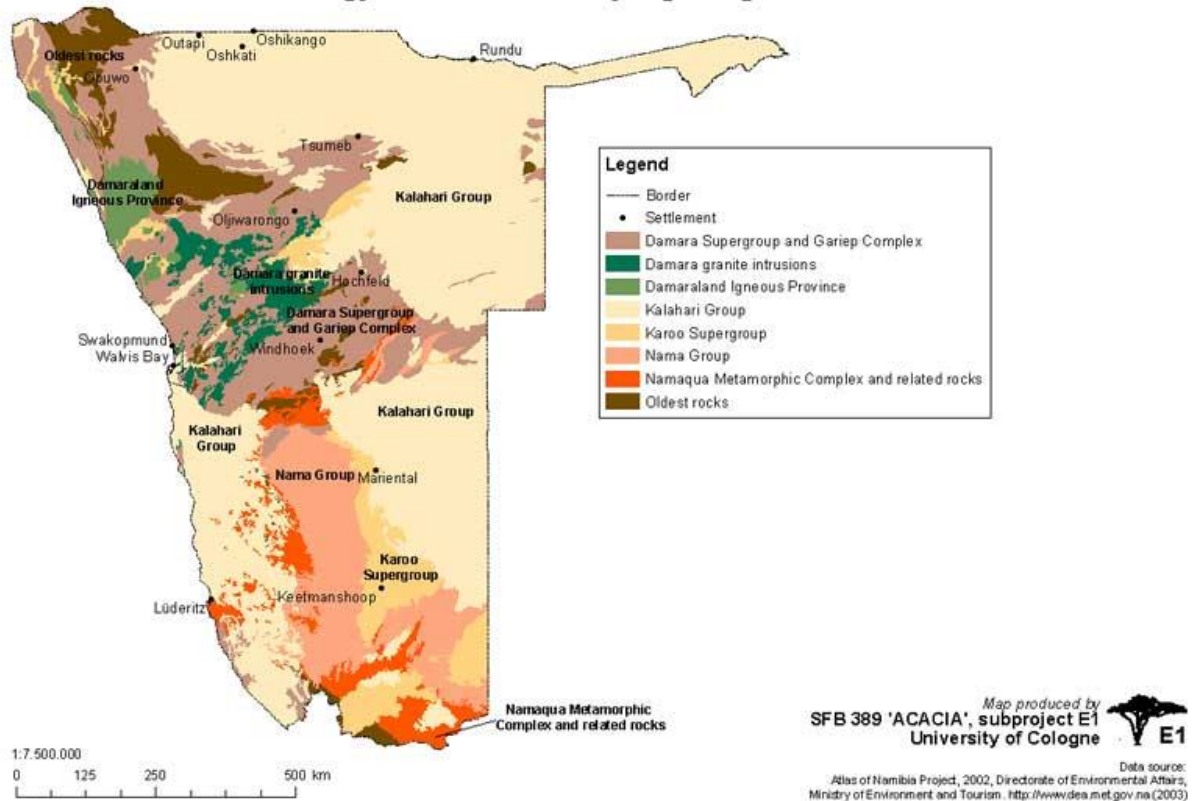 Outapi
Oshikango
Oshkati
Rundu
Oldest rocks
Opuwo
Tsumeb
Damaraland
Igneous Province
Kalahari Group
Oljiwarongo
Damara granite
intrusions
Hochfeld
Damara Supergroup
and Gariep Complex
Swakopmund
Walvis Bay
Windhoek
Kalahari
Group
Kalahari Group
Nama Group
Mariental
Karoo
Supergroup
Keetmanshoop
Lüderitz
Namaqua Metamorphic
Complex and related rocks
Legend
Border
Settlement
Damara Supergroup and Gariep Complex
Damara granite intrusions
Damaraland Igneous Province
Kalahari Group
Karoo Supergroup
Nama Group
Namaqua Metamorphic Complex and related rocks
Oldest rocks
1:7.500.000
0 125 250 500 km
Map produced by
SFB 389 'ACACIA', subproject E1
University of Cologne
E1
Data source:
Atlas of Namibia Project, 2002, Directorate of Environmental Affairs,
Ministry of Environment and Tourism. http://www.dea.met.gov.na (2003)